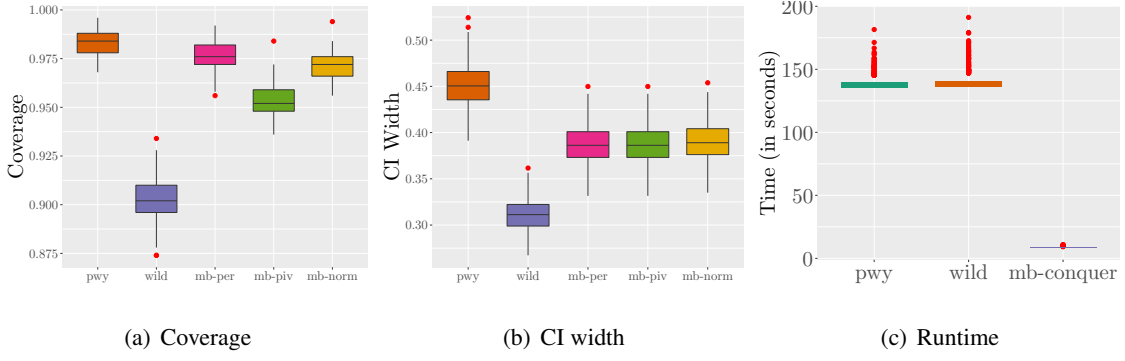 Coverage
1.000
0.975
0.950
0.925
0.900
0.875
pwy wild mb-per mb-piv mb-norm
(a) Coverage
CI Width
0.50
0.45
0.40
0.35
0.30
pwy wild mb-per mb-piv mb-norm
(b) CI width
Time (in seconds)
200
150
100
50
0
pwy wild mb-conquer
(c) Runtime